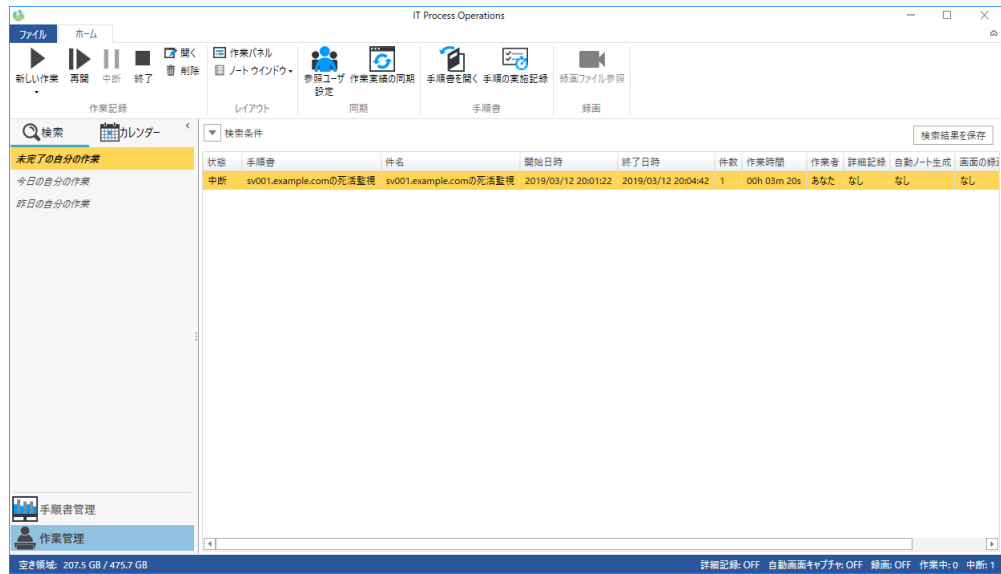 IT Process Operations
ファイル ホーム
新しい作業 再開 中断 終了 開く 削除
作業記録
作業パネル
ノート ウインドウ
レイアウト
参照ユーザ設定 作業実績の同期
同期
手順書を開く 手順の実施記録
手順書
録画ファイル参照
録画
検索 カレンダー
検索条件
検索結果を保存
未完了の自分の作業
今日の自分の作業
昨日の自分の作業
状態 手順書 件名 開始日時 終了日時 件数 作業時間 作業者 詳細記録 自動ノート生成 画面の録画
中断 sv001.example.comの死活監視 sv001.example.comの死活監視 2019/03/12 20:01:22 2019/03/12 20:04:42 1 00h 03m 20s あなた なし なし なし
手順書管理
作業管理
空き領域: 207.5 GB / 475.7 GB
詳細記録: OFF 自動画面キャプチャ: OFF 録画: OFF 作業中: 0 中断: 1